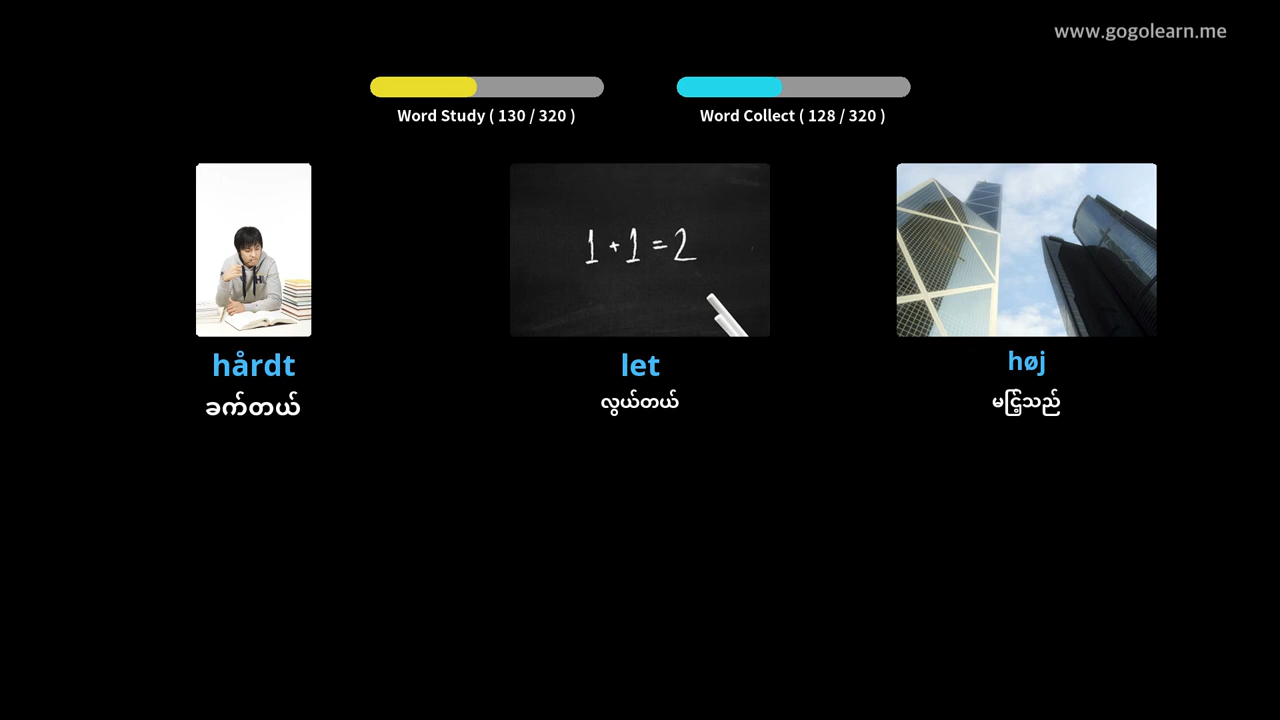 www.gogolearn.me
Word Study ( 130 / 320 )
Word Collect ( 128 / 320 )
1 + 1 = 2
hårdt
ခက်တယ်
let
လွယ်တယ်
høj
မငြ့်သည်